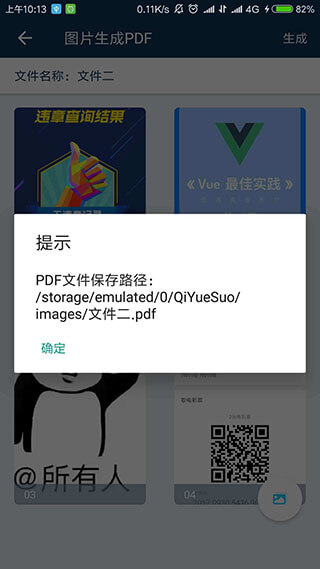 上午10:13
0.11K/s
4G
82%
图片生成PDF
生成
文件名称：文件二
违章查询结果
《 Vue 最佳实践 》
提示
PDF文件保存路径：
/storage/emulated/0/QiYueSuo/
images/文件二.pdf
确定
@所有人
03
04